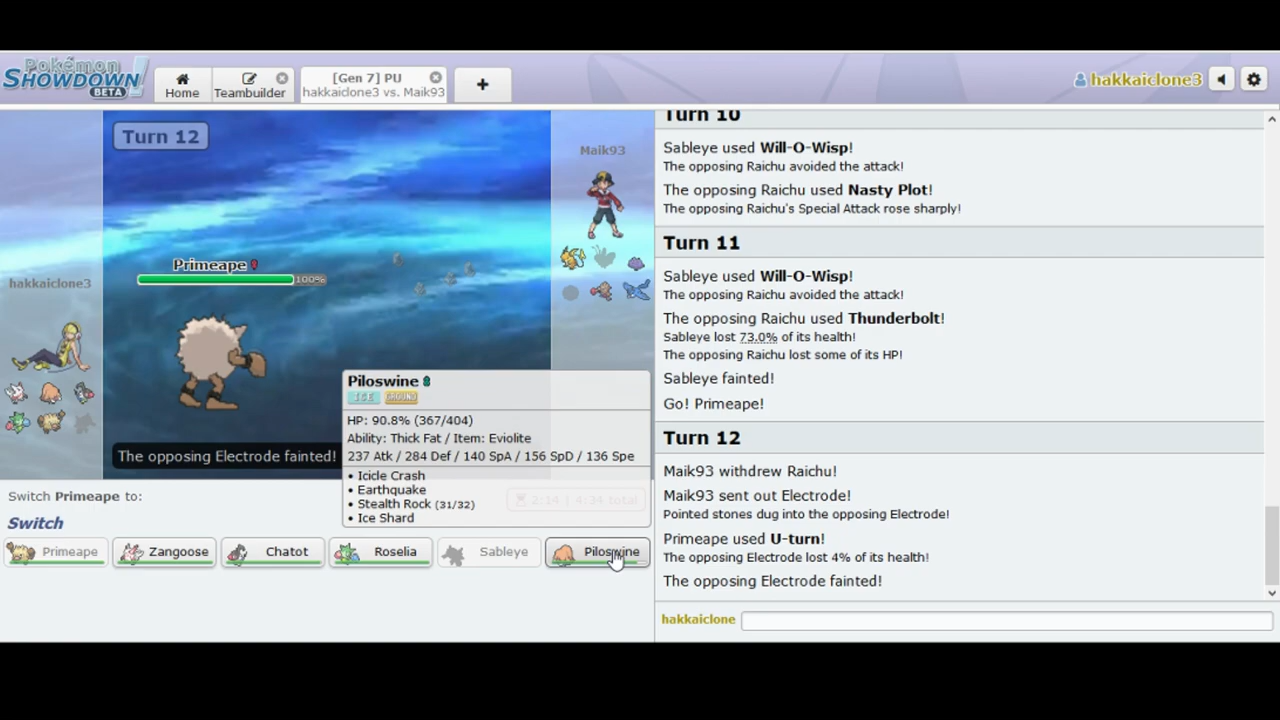 Pokémon
SHOWDOWN!
BETA
Home
Teambuilder
[Gen 7] PU
hakkaiclone3 vs. Maik93
+
hakkaiclone3
Turn 12
Maik93
Primeape
100%
hakkaiclone3
The opposing Electrode fainted!
Piloswine
ICE GROUND
HP: 90.8% (367/404)
Ability: Thick Fat / Item: Eviolite
237 Atk / 284 Def / 140 SpA / 156 SpD / 136 Spe
• Icicle Crash
• Earthquake
• Stealth Rock (31/32)
• Ice Shard
Switch Primeape to:
2:14 | 4:34 total
Switch
Primeape
Zangoose
Chatot
Roselia
Sableye
Piloswine
Turn 10
Sableye used Will-O-Wisp!
The opposing Raichu avoided the attack!
The opposing Raichu used Nasty Plot!
The opposing Raichu's Special Attack rose sharply!
Turn 11
Sableye used Will-O-Wisp!
The opposing Raichu avoided the attack!
The opposing Raichu used Thunderbolt!
Sableye lost 73.0% of its health!
The opposing Raichu lost some of its HP!
Sableye fainted!
Go! Primeape!
Turn 12
Maik93 withdrew Raichu!
Maik93 sent out Electrode!
Pointed stones dug into the opposing Electrode!
Primeape used U-turn!
The opposing Electrode lost 4% of its health!
The opposing Electrode fainted!
hakkaiclone